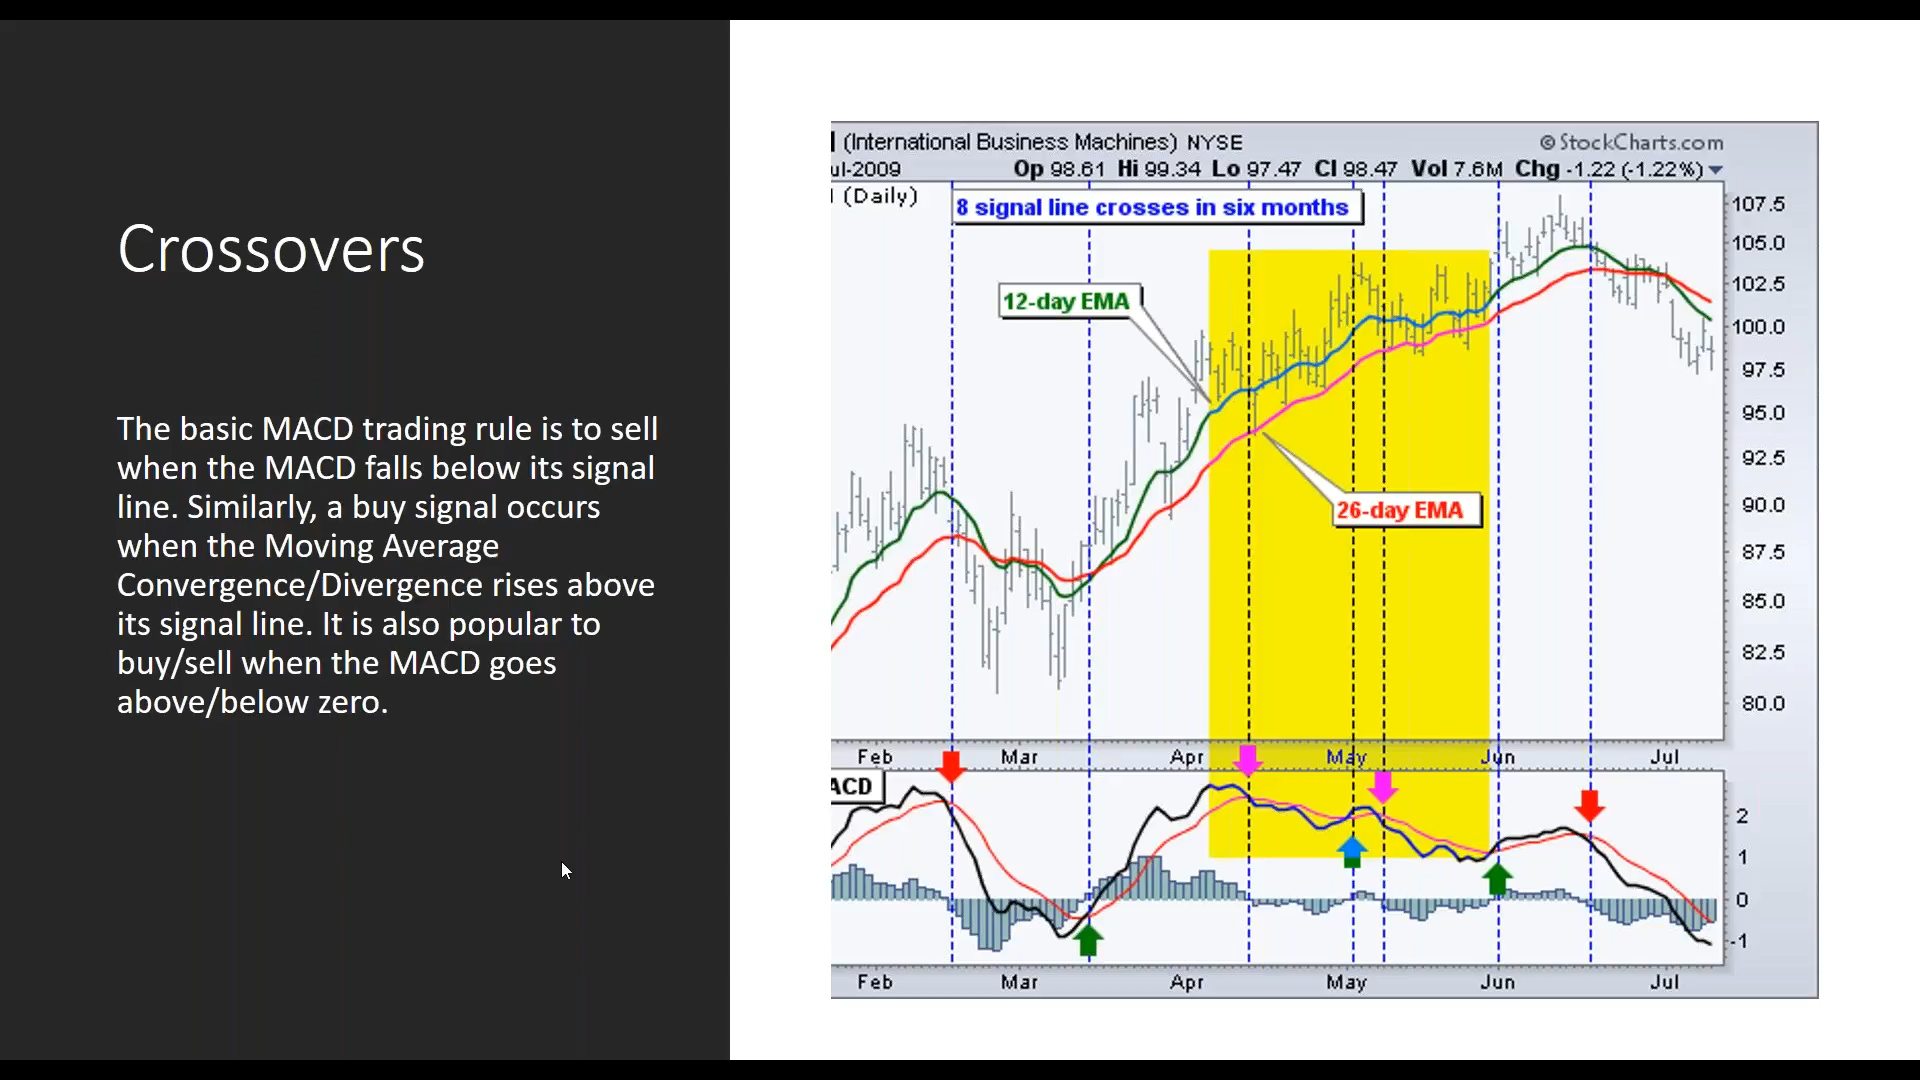 Crossovers
The basic MACD trading rule is to sell
when the MACD falls below its signal
line. Similarly, a buy signal occurs
when the Moving Average
Convergence/Divergence rises above
its signal line. It is also popular to
buy/sell when the MACD goes
above/below zero.
(International Business Machines) NYSE © StockCharts.com
ul-2009 Op 98.61 Hi 99.34 Lo 97.47 Cl 98.47 Vol 7.6M Chg -1.22 (-1.22%)
(Daily)
8 signal line crosses in six months
12-day EMA
26-day EMA
107.5
105.0
102.5
100.0
97.5
95.0
92.5
90.0
87.5
85.0
82.5
80.0
Feb Mar Apr May Jun Jul
ACD
2
1
0
-1
Feb Mar Apr May Jun Jul